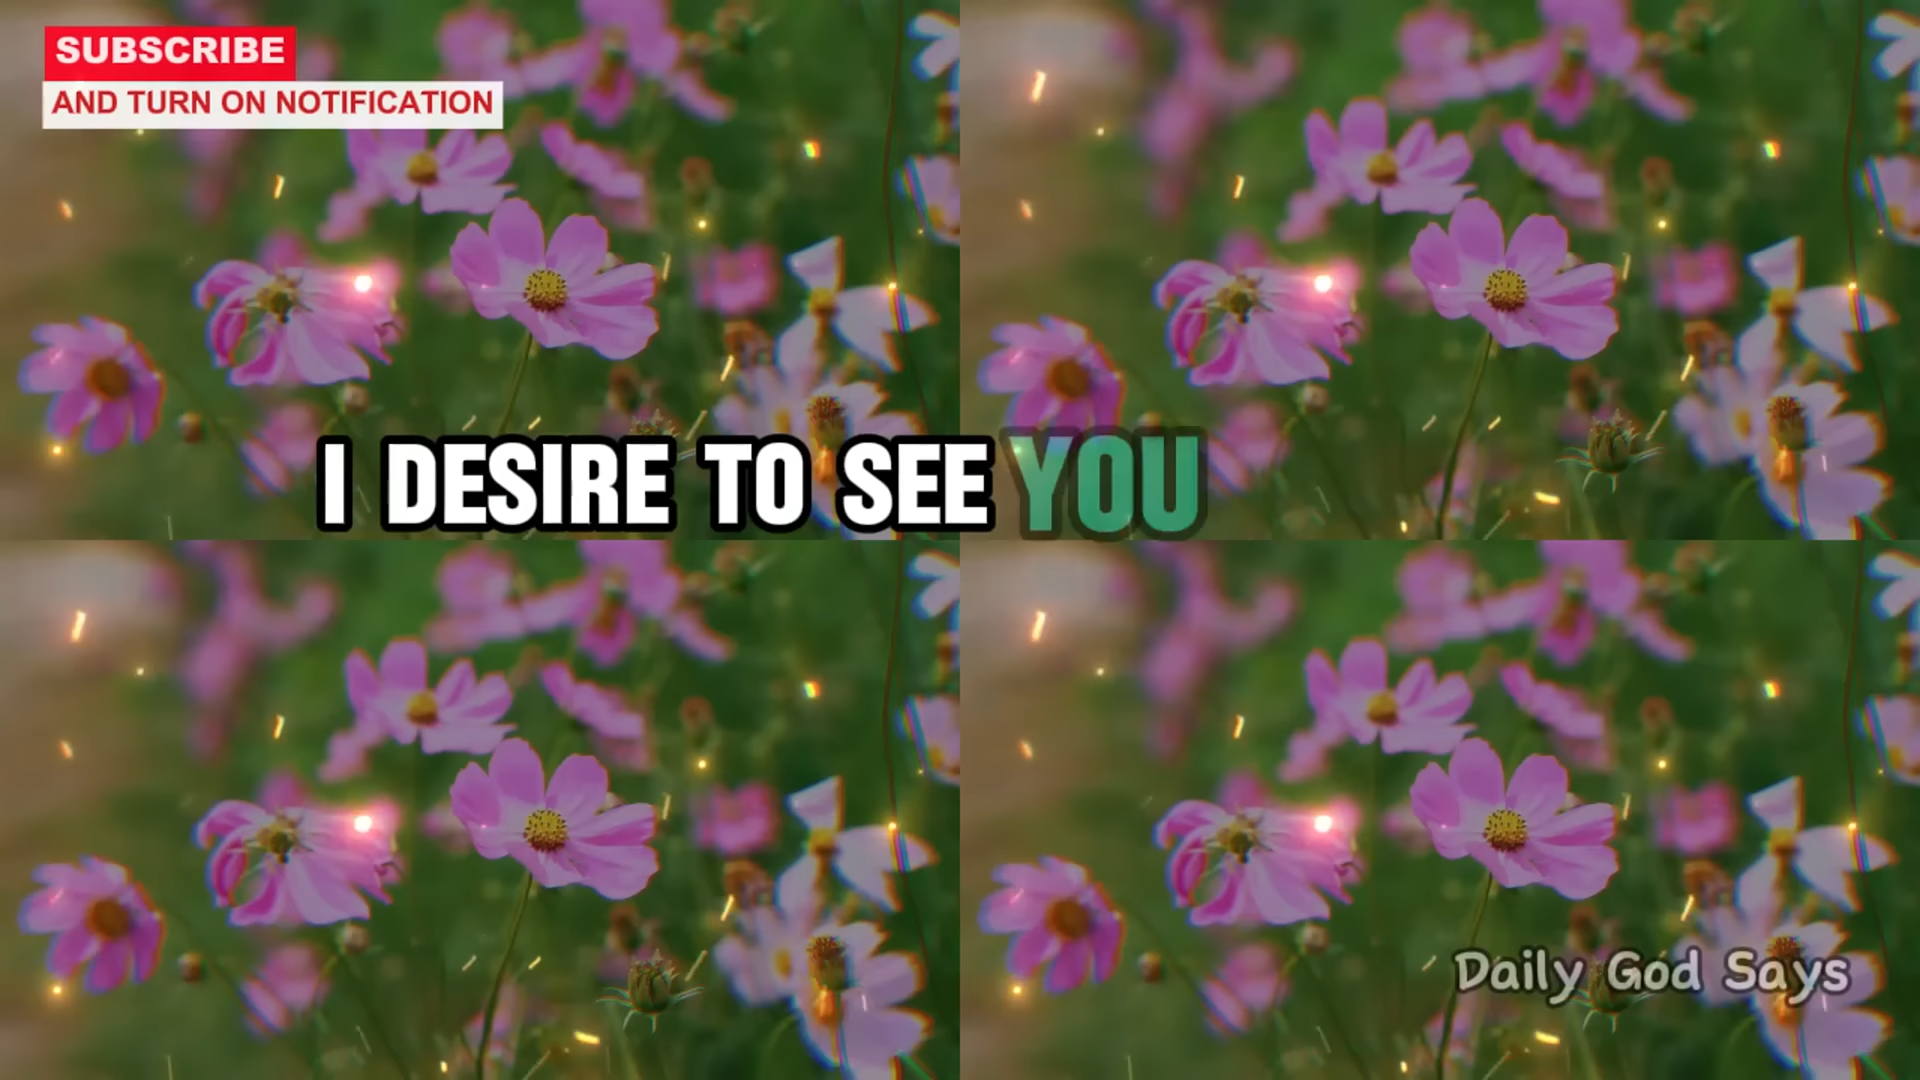 SUBSCRIBE
AND TURN ON NOTIFICATION
I DESIRE TO SEE YOU
Daily God Says